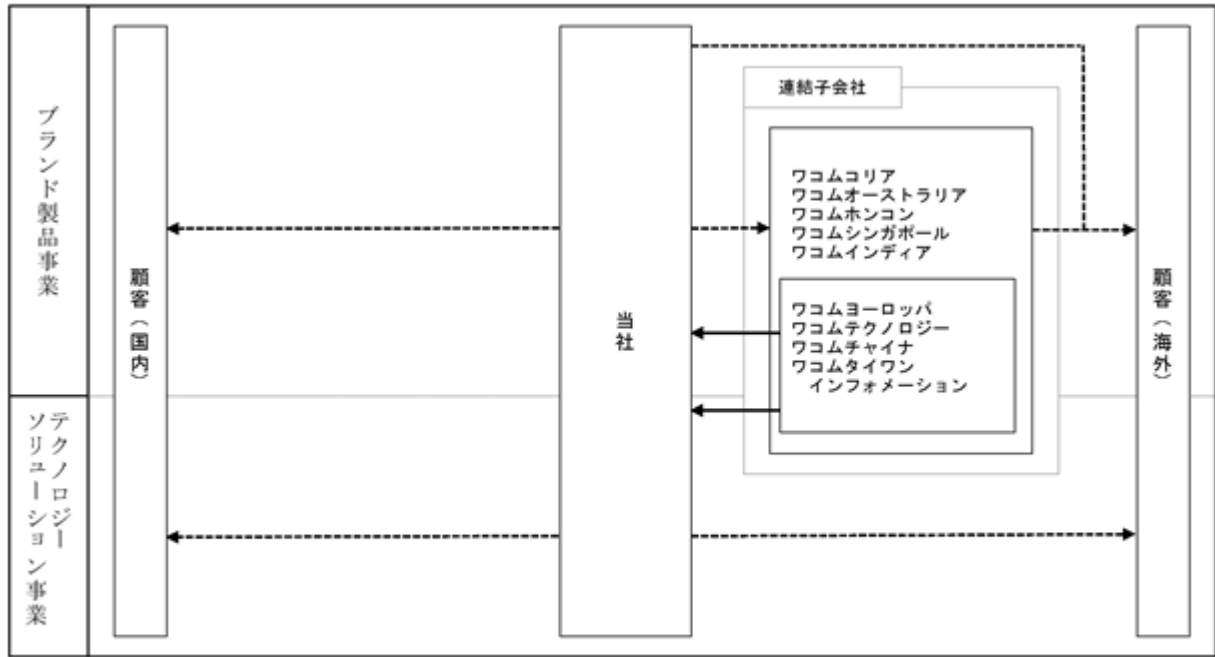 ブランド製品事業
テクノロジー
ソリューション事業
顧客（国内）
当社
連結子会社
ワコムコリア
ワコムオーストラリア
ワコムホンコン
ワコムシンガポール
ワコムインディア
ワコムヨーロッパ
ワコムテクノロジー
ワコムチャイナ
ワコムタイワン
インフォメーション
顧客（海外）